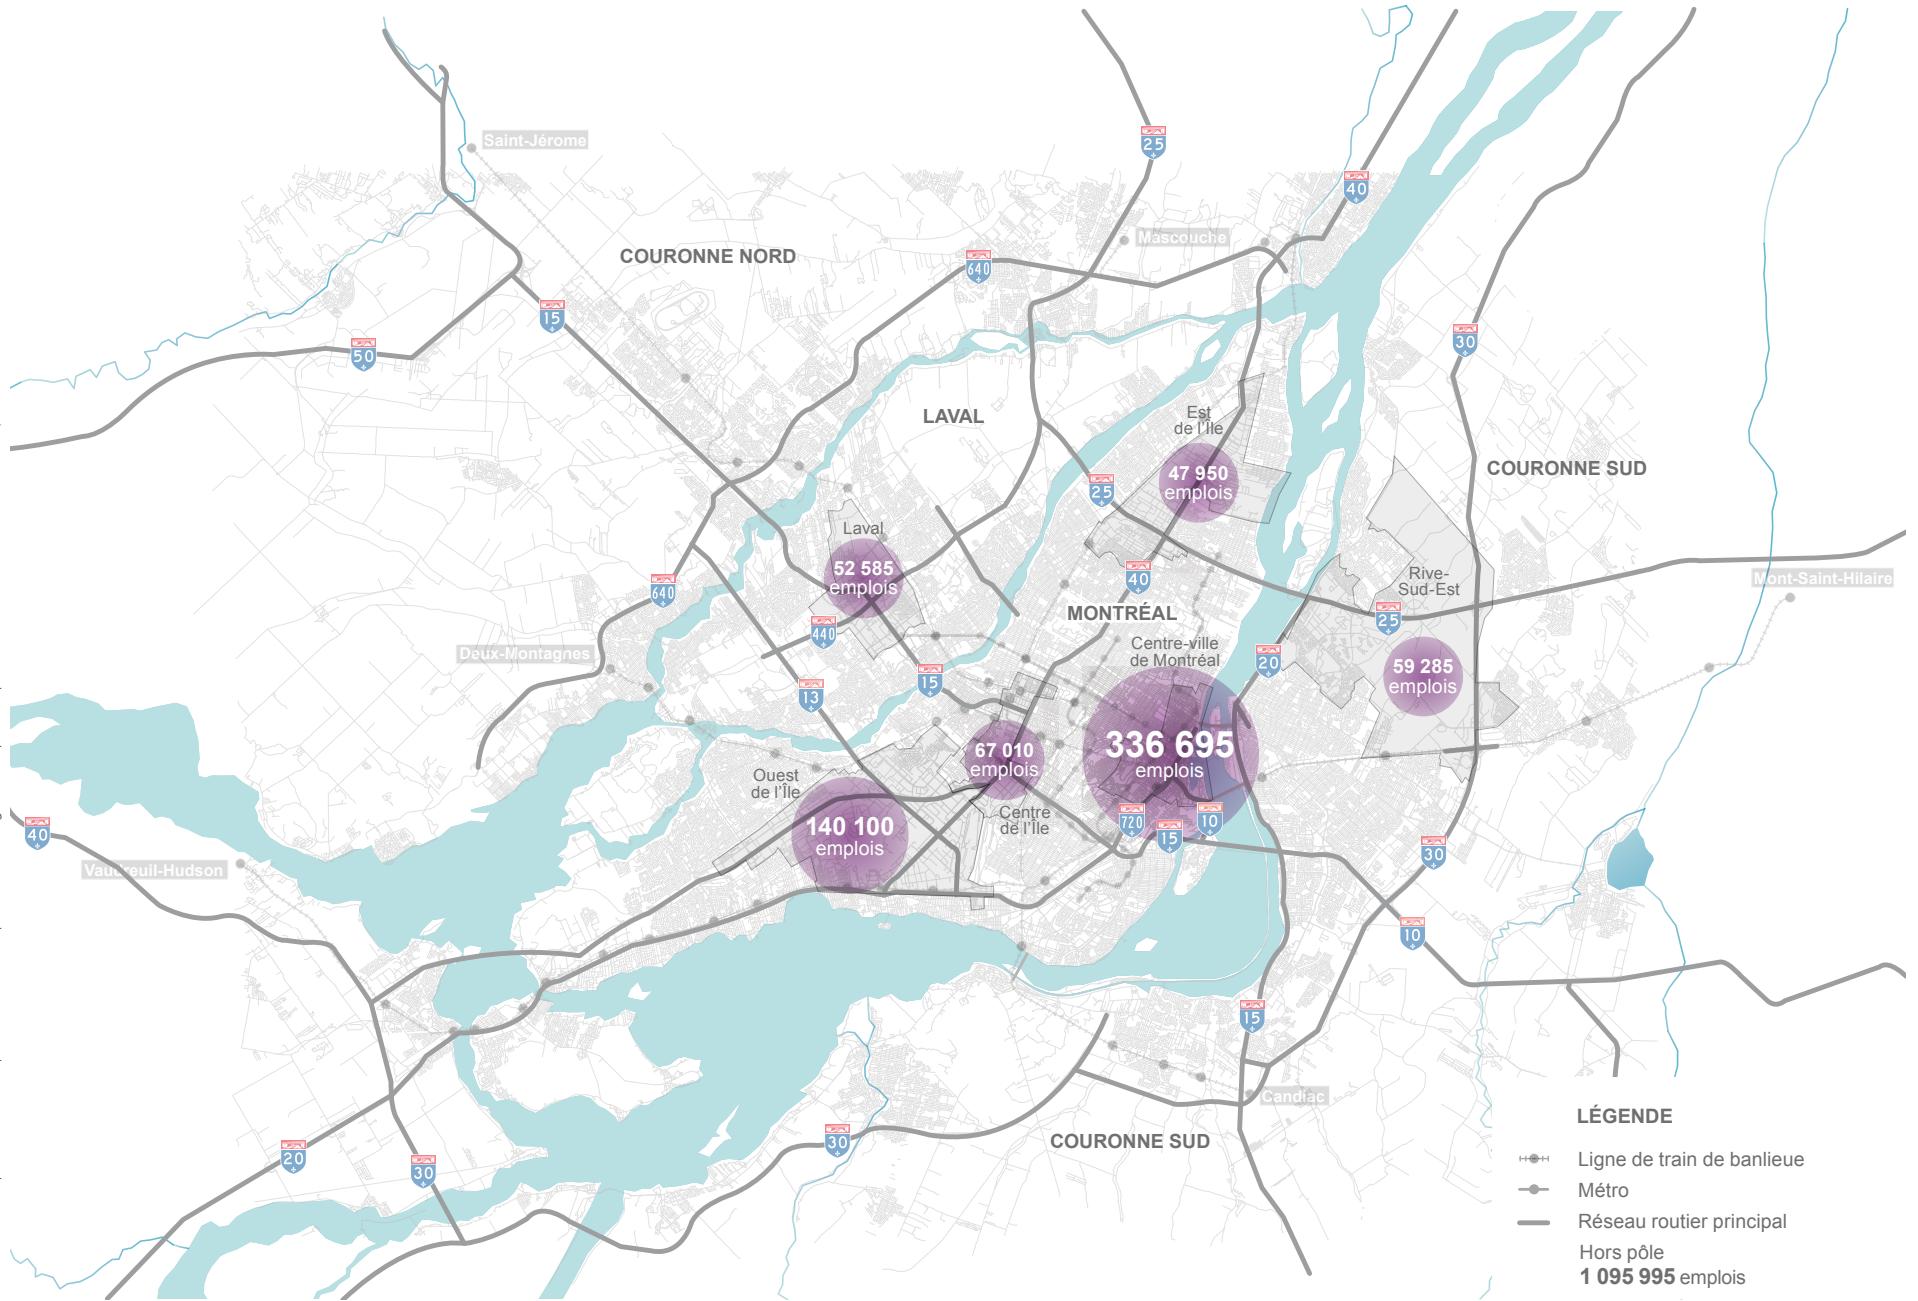 25
Saint-Jérome
40
Mascouche
COURONNE NORD
640
15
30
50
LAVAL
Est
de l'Île
COURONNE SUD
47 950
emplois
25
Laval
52 585
emplois
40
Rive-
Sud-Est
Mont-Saint-Hilaire
640
MONTRÉAL
25
440
Centre-ville
de Montréal
Deux-Montagnes
20
59 285
emplois
15
13
336 695
emplois
67 010
emplois
Ouest
de l'Île
Centre
de l'Île
140 100
emplois
720
10
15
40
30
Vaudreuil-Hudson
10
15
Candiac
LÉGENDE
COURONNE SUD
30
20
30
Ligne de train de banlieue
Métro
Réseau routier principal
Hors pôle
1 095 995 emplois